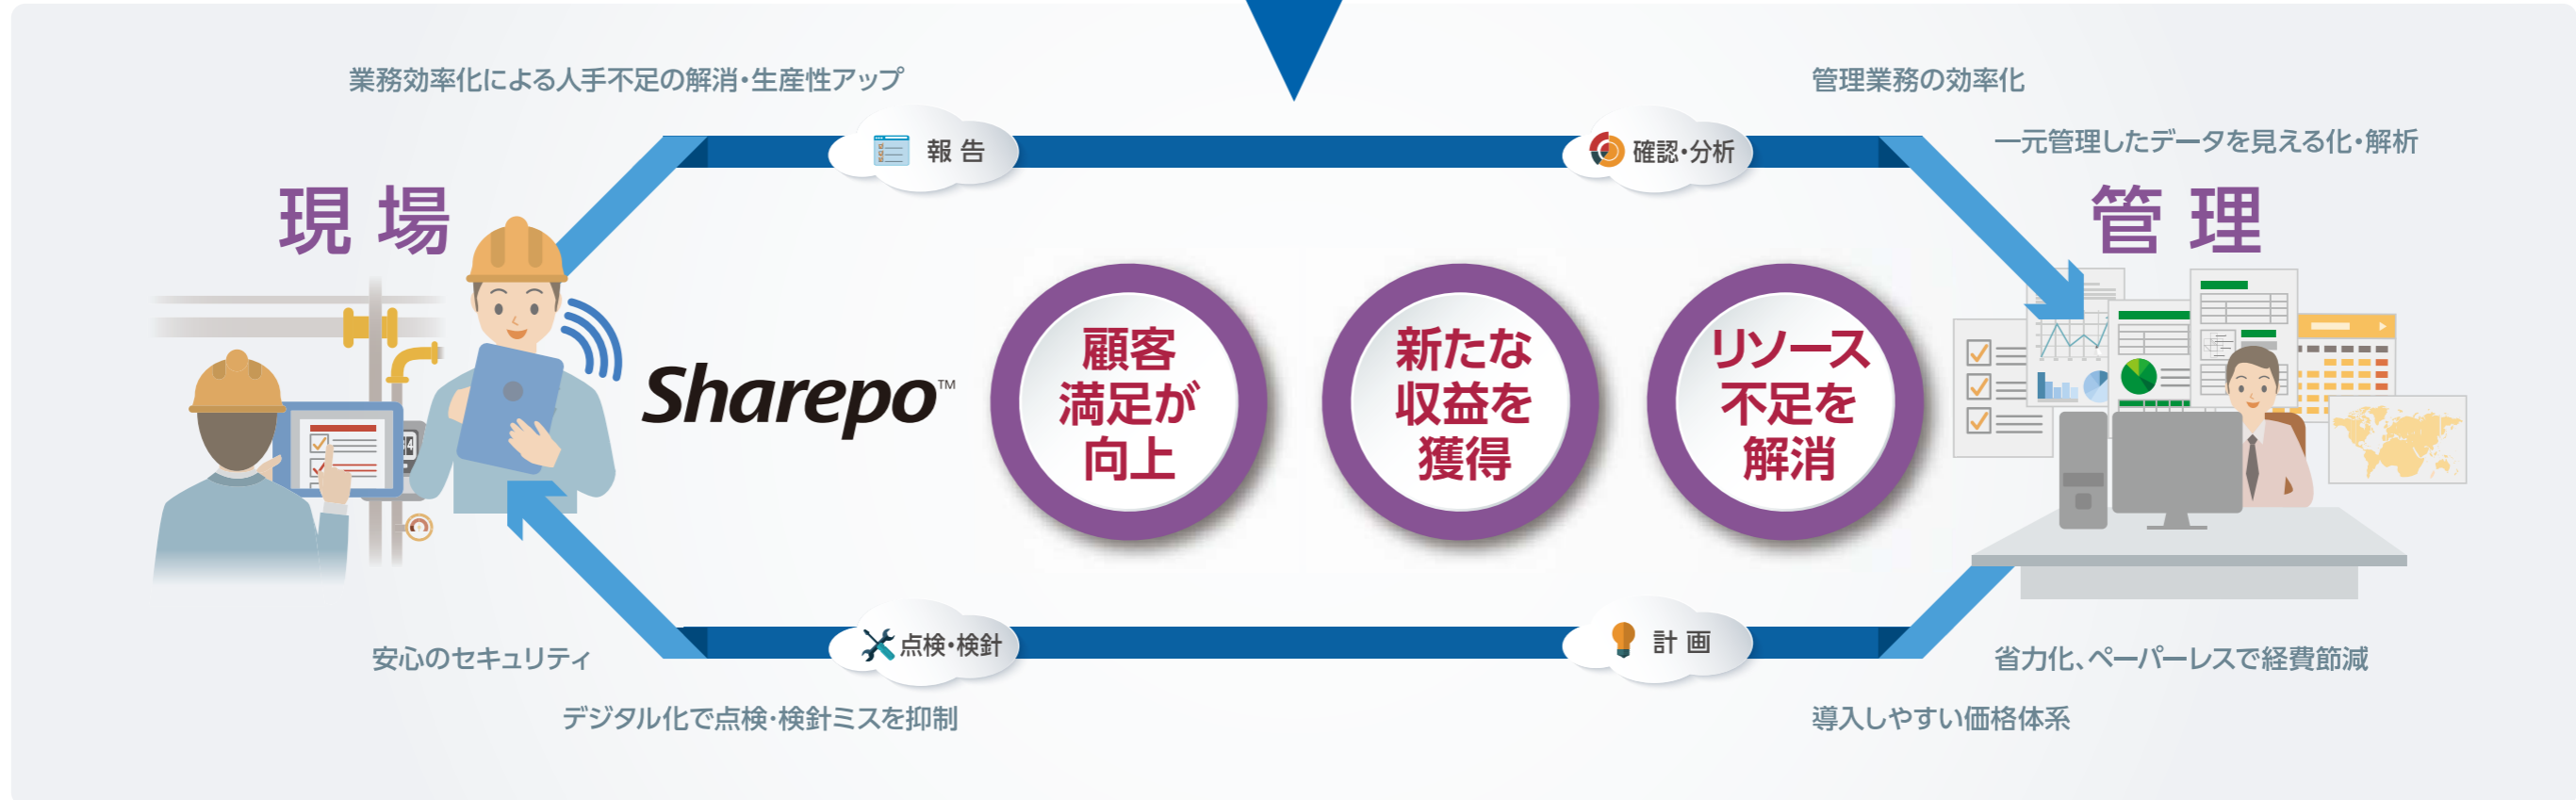 業務効率化による人手不足の解消・生産性アップ
管理業務の効率化
報 告
確認・分析
一元管理したデータを見える化・解析
現 場
管 理
Sharepo™
顧客
満足が
向上
新たな
収益を
獲得
リソース
不足を
解消
点検・検針
計 画
安心のセキュリティ
省力化、ペーパーレスで経費節減
デジタル化で点検・検針ミスを抑制
導入しやすい価格体系